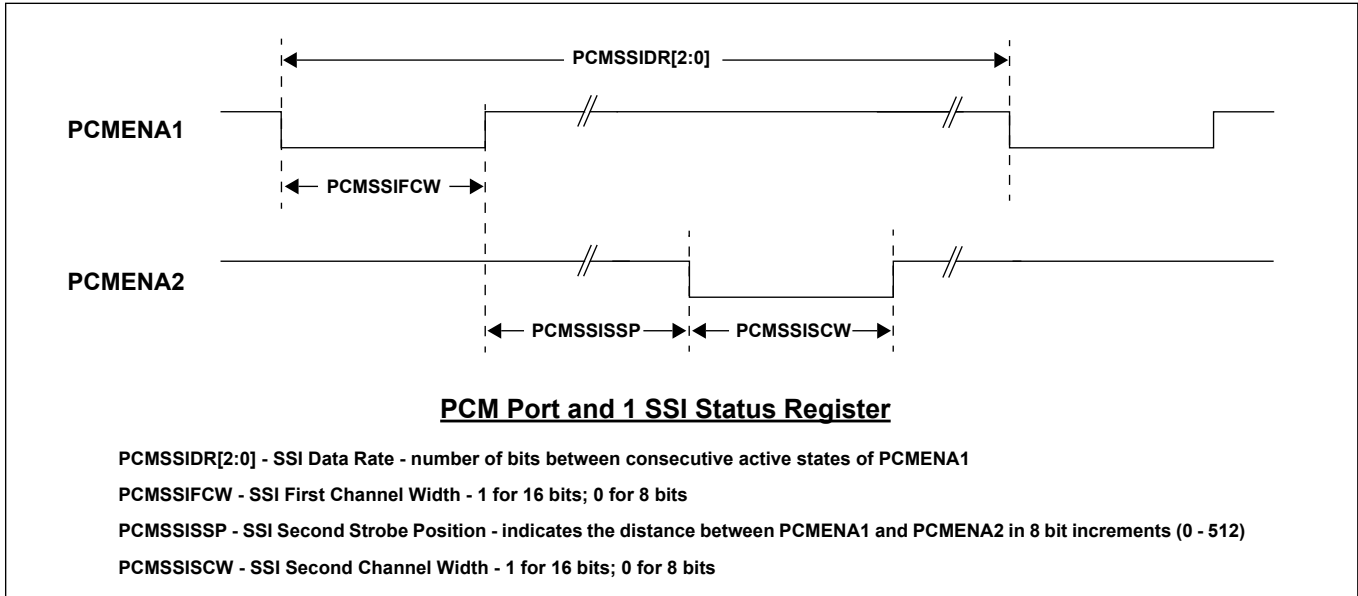 PCMSSIDR[2:0]
PCMENA1
PCMSSIFCW
PCMENA2
PCMSSISSP
PCMSSISCW
PCM Port and 1 SSI Status Register
PCMSSIDR[2:0] - SSI Data Rate - number of bits between consecutive active states of PCMENA1
PCMSSIFCW - SSI First Channel Width - 1 for 16 bits; 0 for 8 bits
PCMSSISSP - SSI Second Strobe Position - indicates the distance between PCMENA1 and PCMENA2 in 8 bit increments (0 - 512)
PCMSSISCW - SSI Second Channel Width - 1 for 16 bits; 0 for 8 bits